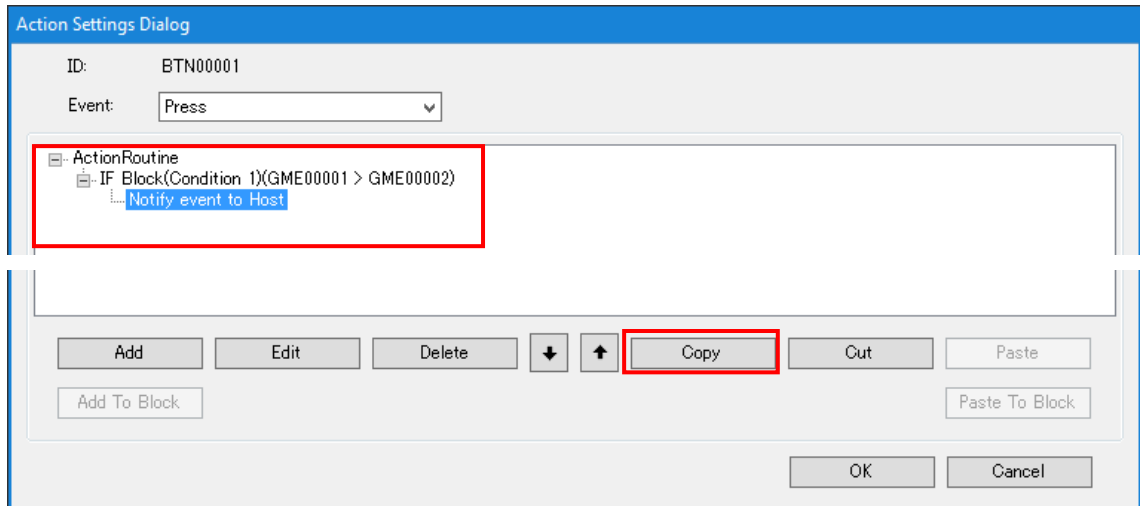 Action Settings Dialog
ID: BTN00001
Event: Press
ActionRoutine
IF Block(Condition 1)(GME00001 > GME00002)
Notify event to Host
Add Edit Delete Copy Cut Paste
Add To Block Paste To Block
OK Cancel